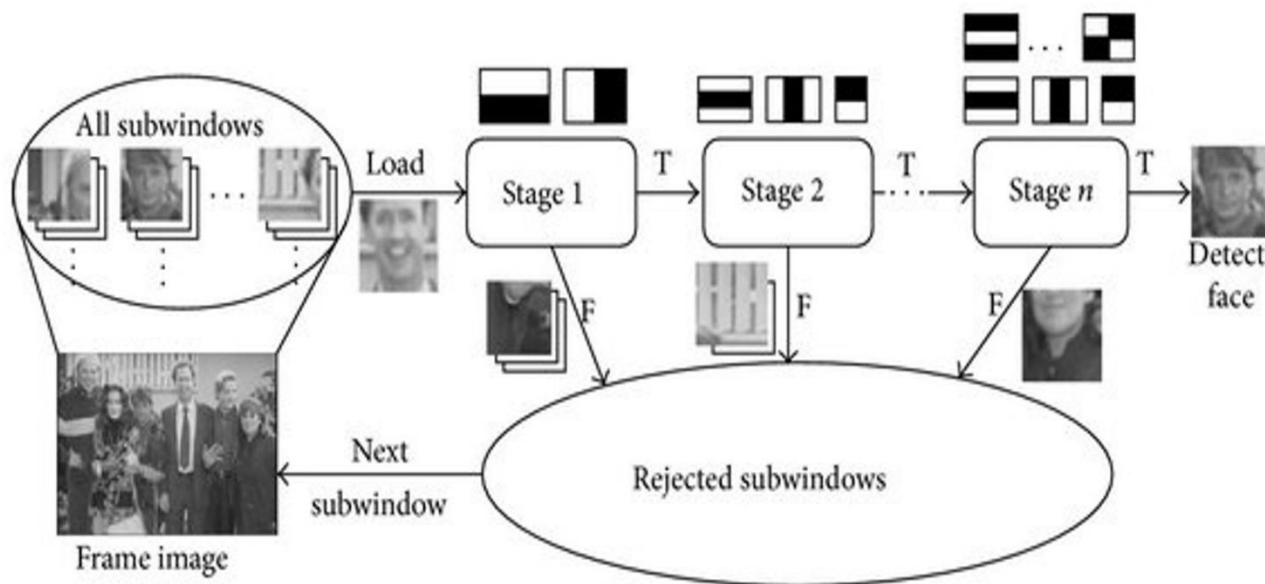 All subwindows
. . .
Load
Stage 1
T
Stage 2
T
. . . .
. . .
Stage n
T
Detect
face
F
F
F
Rejected subwindows
Next
subwindow
Frame image